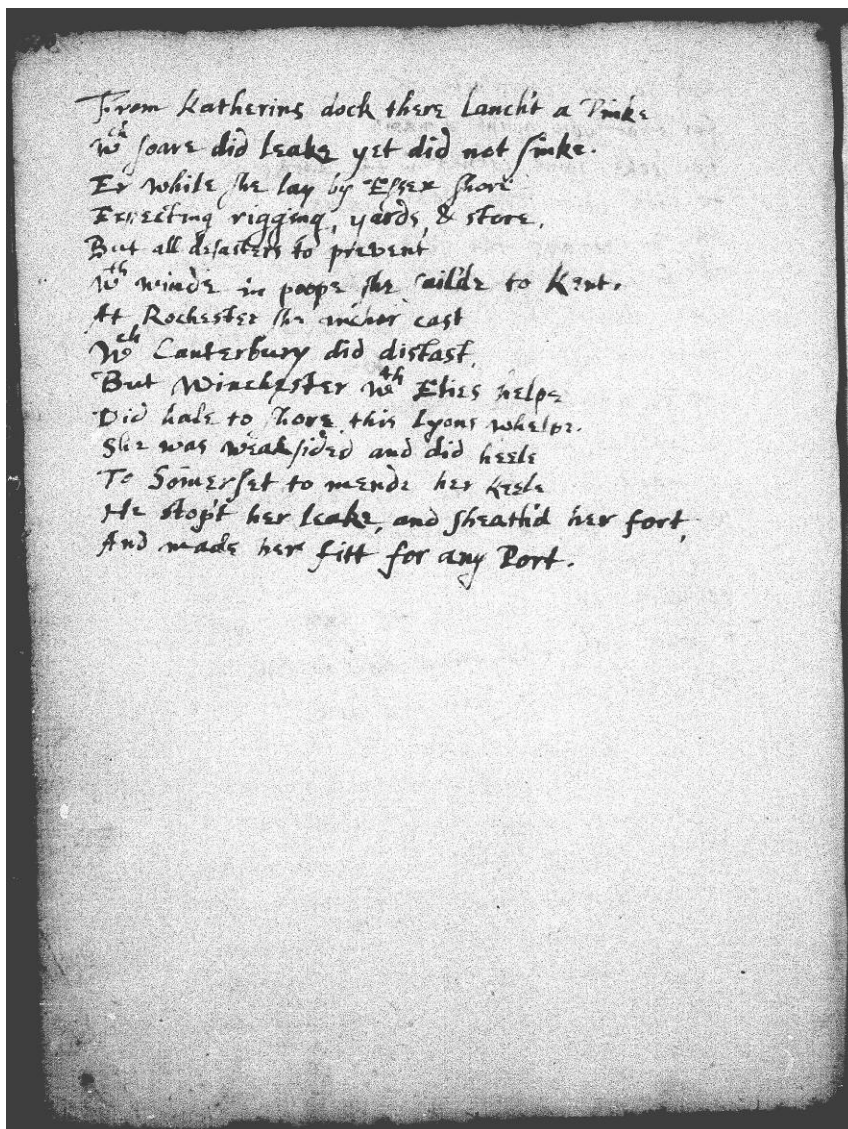 From Katherins dock there Lanch't a Pinke
Wch soare did leake yet did not sinke.
Er while she lay by Essex shore
Expecting rigging, yards, & store.
But all desasters to prevent
Wth winde in poope she sailde to Kent.
At Rochester she anchor cast
Wch Canterbury did distast,
But Winchester wth Elies helpe
Did hale to shore this Lyons whelpe.
She was weaksided and did heele
To Somerset to mende her keele
He stop't her leake, and sheath'd her fort,
And made her fitt for any Port.